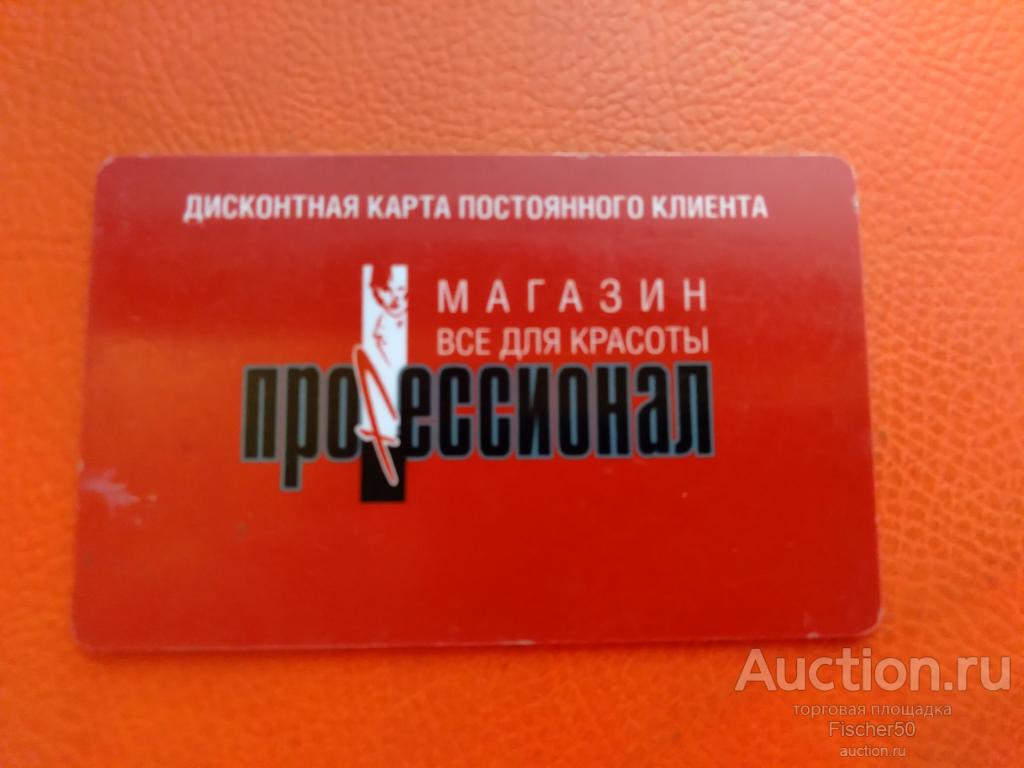 ДИСКОНТНАЯ КАРТА ПОСТОЯННОГО КЛИЕНТА
МАГАЗИН
ВСЕ ДЛЯ КРАСОТЫ
профессионал
Auction.ru
торговая площадка
Fischer50
auction.ru